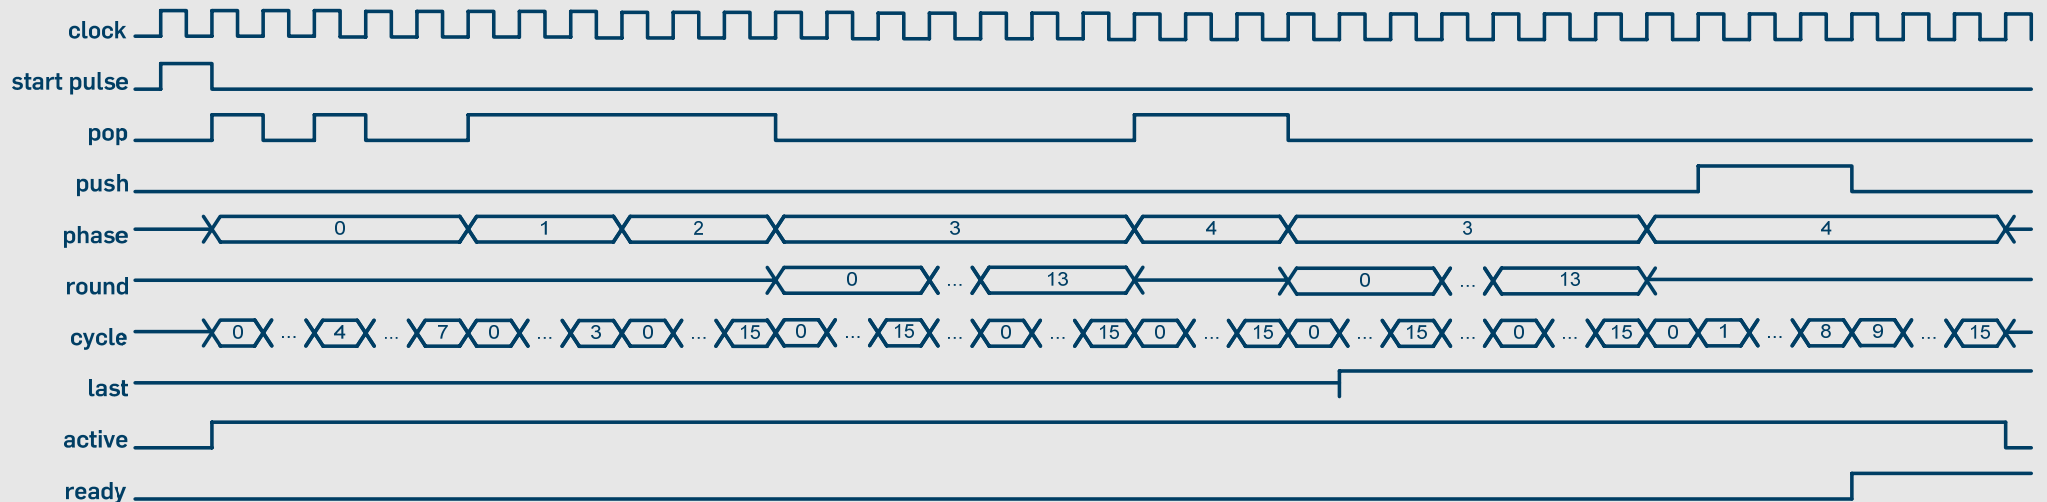 clock
start pulse
pop
push
phase 0 1 2 3 4 3 4
round 0 ... 13 0 ... 13
cycle 0 ... 4 ... 7 0 ... 3 0 ... 15 0 ... 15 ... 0 ... 15 0 ... 15 0 ... 15 ... 0 ... 15 0 1 ... 8 9 ... 15
last
active
ready